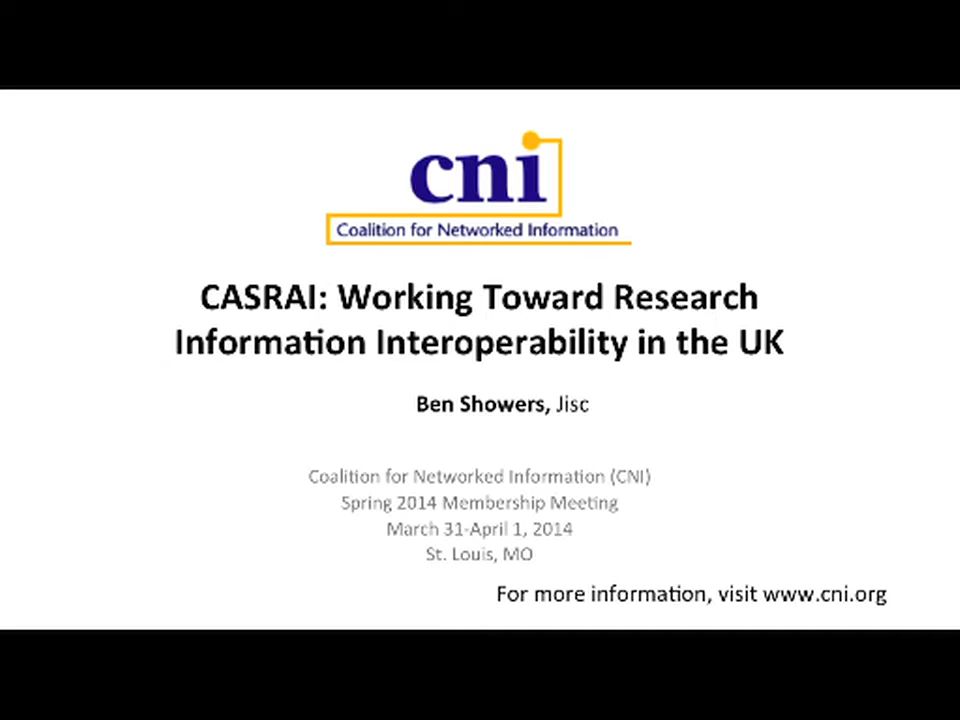 cni
Coalition for Networked Information
CASRAI: Working Toward Research
Information Interoperability in the UK
Ben Showers, Jisc
Coalition for Networked Information (CNI)
Spring 2014 Membership Meeting
March 31-April 1, 2014
St. Louis, MO
For more information, visit www.cni.org